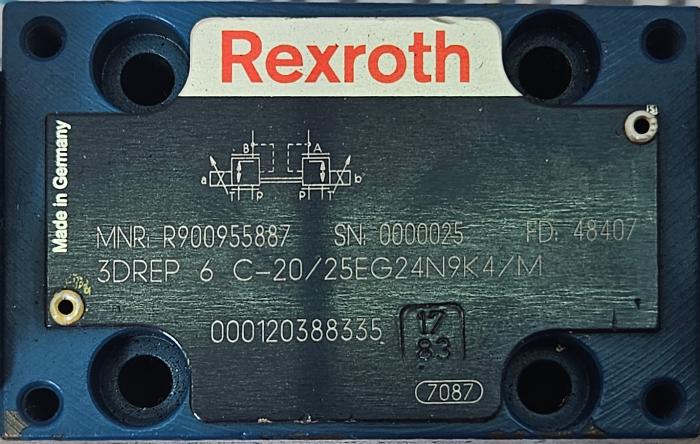 Rexroth
Made in Germany
B A
a b
T P P T
MNR: R900955887 SN: 0000025 FD: 48407
3DREP 6 C-20/25EG24N9K4/M
000120388335
17
83
7087